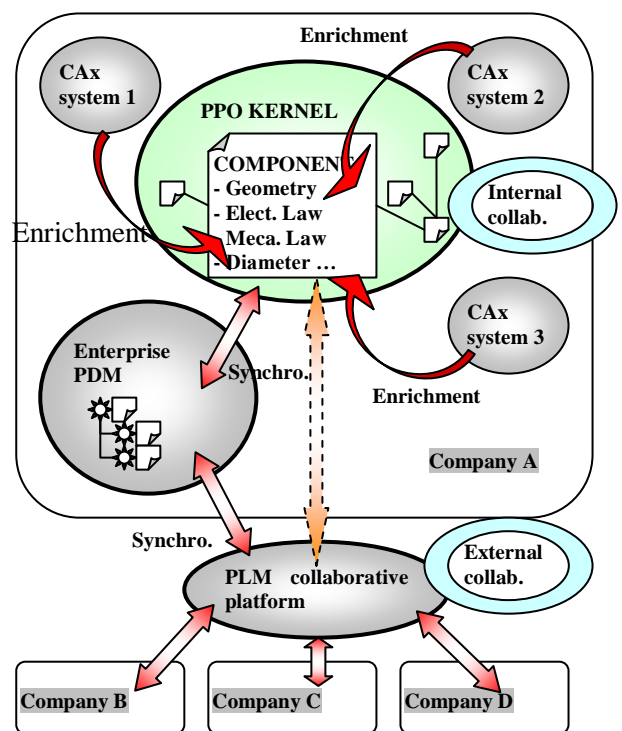 Enrichment
CAx
system 1
CAx
system 2
PPO KERNEL
COMPONENT
- Geometry
- Elect. Law
- Meca. Law
- Diameter ...
Internal
collab.
Enrichment
CAx
system 3
Enterprise
PDM
Synchro.
Enrichment
Company A
Synchro.
External
collab.
PLM collaborative
platform
Company B
Company C
Company D